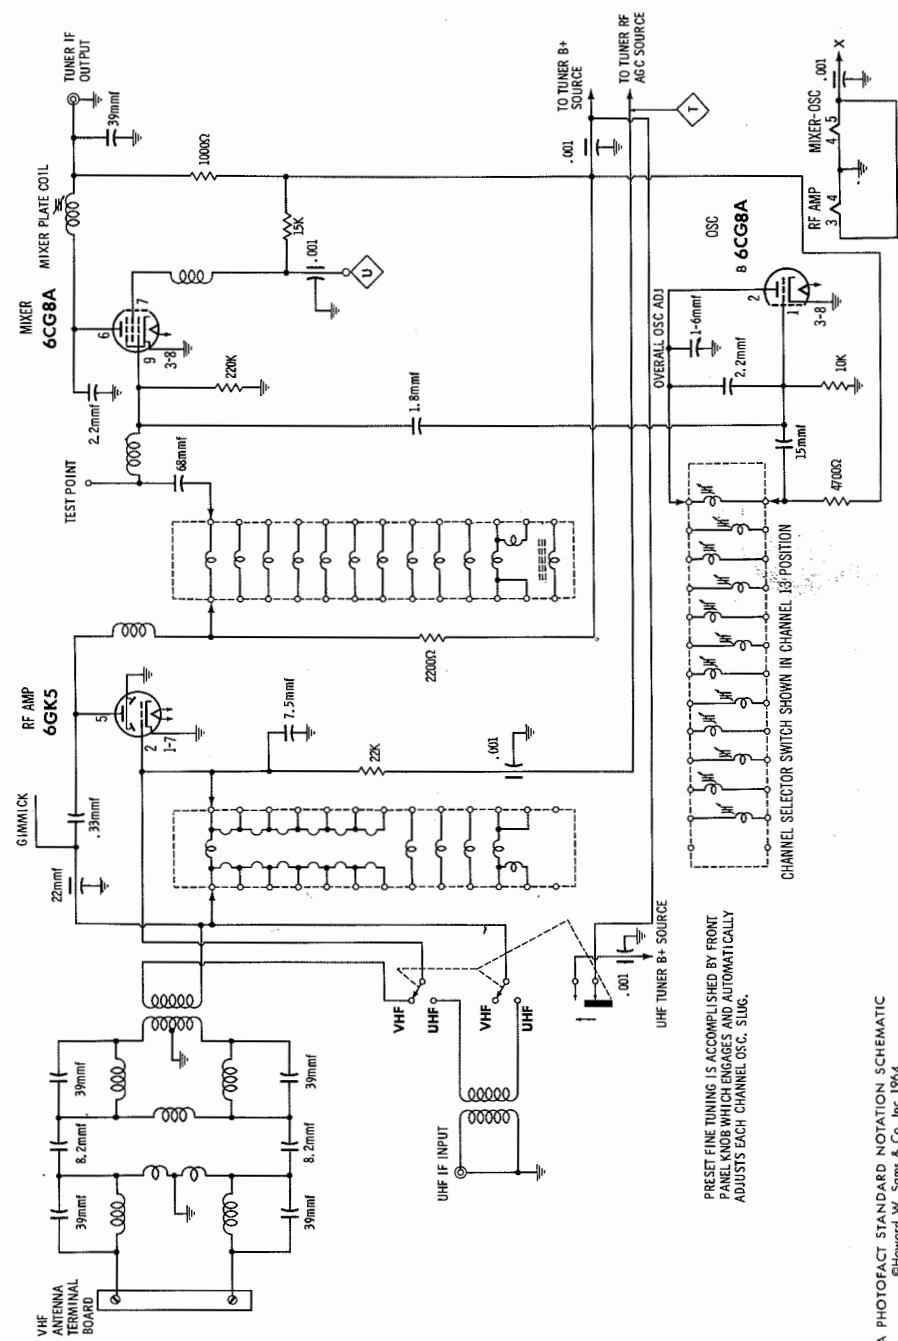 TUNER IF
OUTPUT
39mmf
MIXER PLATE COIL
1000Ω
MIXER
6CG8A
6
7
9
3-8
15K
.001
U
2.2mmf
220K
1.8mmf
TEST POINT
68mmf
TO TUNER B+
SOURCE
TO TUNER RF
AGC SOURCE
.001
T
X
.001
MIXER-OSC
4 5
RF AMP
3 4
OSC
B 6CG8A
2
1
3-8
OVERALL OSC ADJ
1-6mmf
2.2mmf
10K
15mmf
4700Ω
RF AMP
6GK5
5
2
1-7
2200Ω
7.5mmf
22K
.001
GIMMICK
.33mmf
22mmf
CHANNEL SELECTOR SWITCH SHOWN IN CHANNEL 13 POSITION
VHF
UHF
VHF
UHF
.001
UHF TUNER B+ SOURCE
UHF IF INPUT
39mmf
8.2mmf
39mmf
39mmf
8.2mmf
39mmf
VHF
ANTENNA
TERMINAL
BOARD
PRESET FINE TUNING IS ACCOMPLISHED BY FRONT
PANEL KNOB WHICH ENGAGES AND AUTOMATICALLY
ADJUSTS EACH CHANNEL OSC. SLUG.
A PHOTOFACT STANDARD NOTATION SCHEMATIC
©Howard W. Sams & Co., Inc. 1964